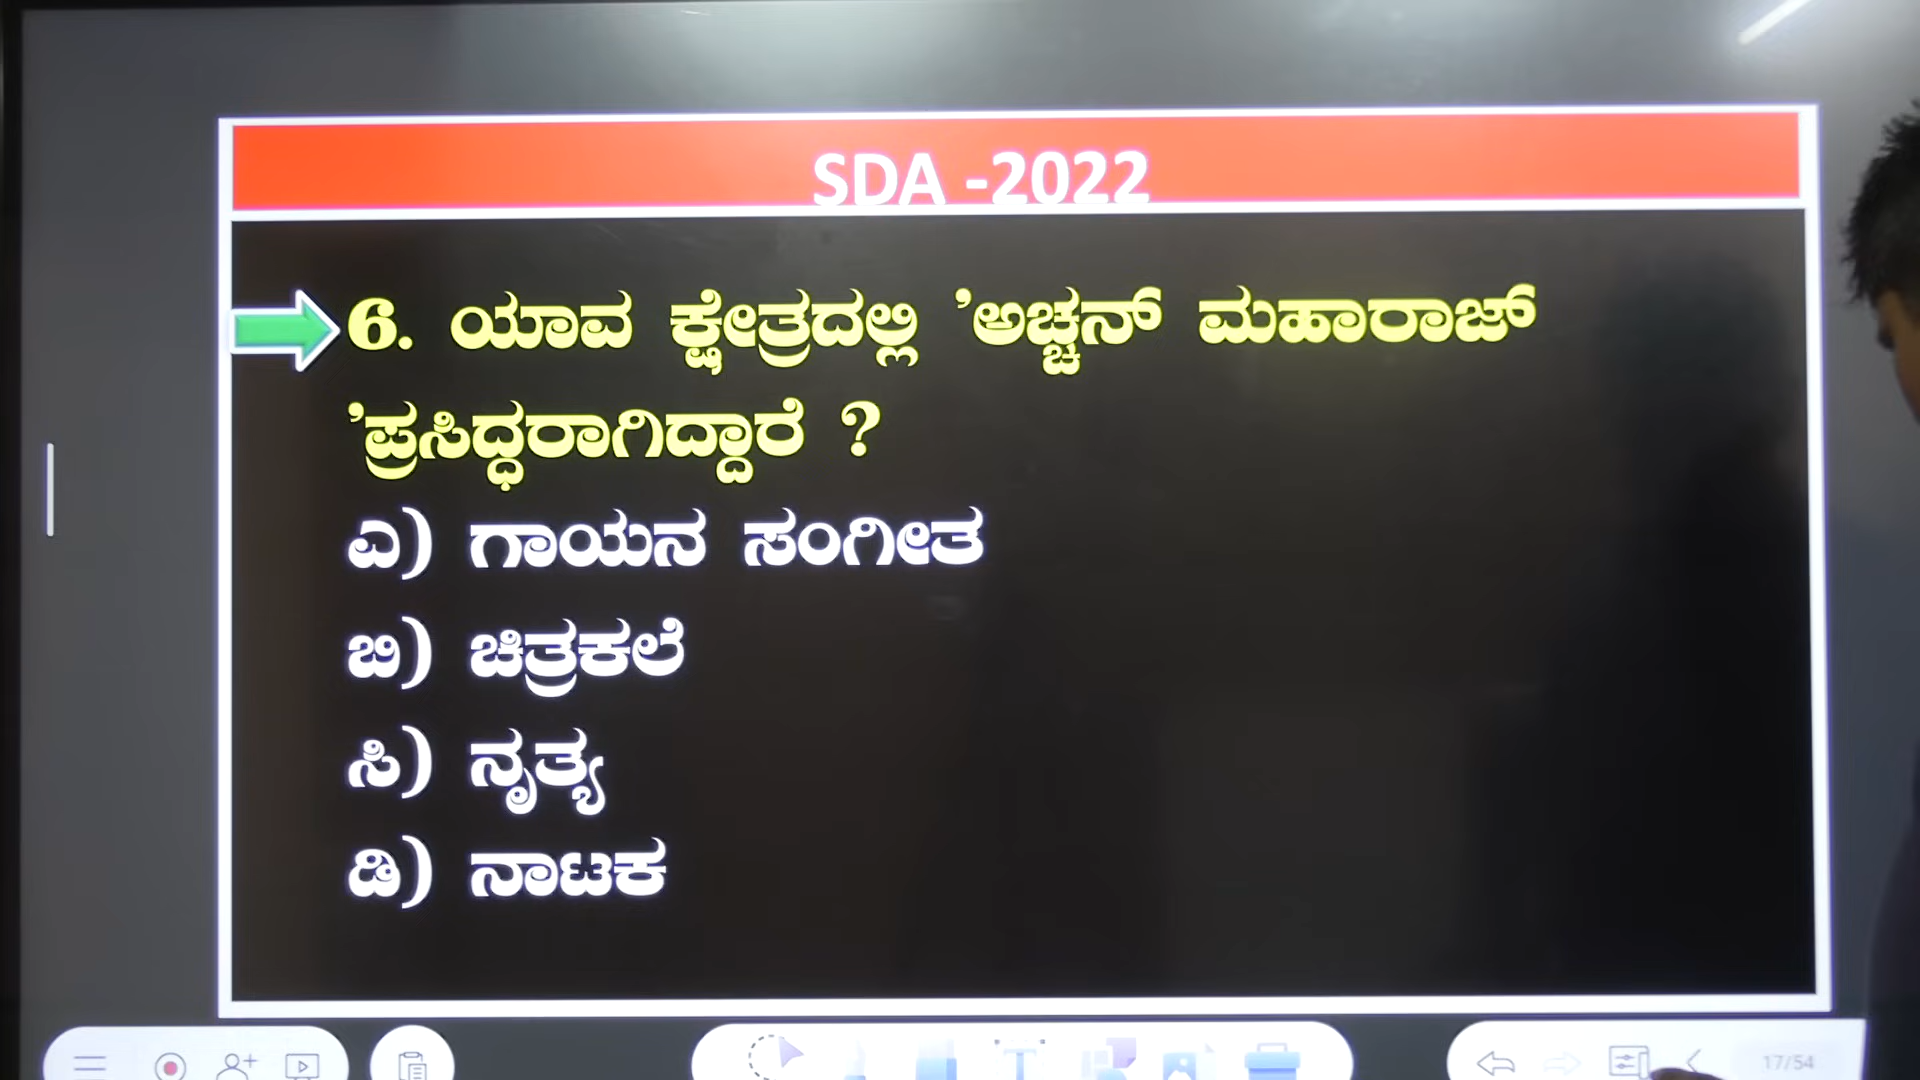 SDA -2022
6. ಯಾವ ಕ್ಷೇತ್ರದಲ್ಲಿ 'ಅಚ್ಚನ್ ಮಹಾರಾಜ್
'ಪ್ರಸಿದ್ಧರಾಗಿದ್ದಾರೆ ?
ಎ) ಗಾಯನ ಸಂಗೀತ
ಬಿ) ಚಿತ್ರಕಲೆ
ಸಿ) ನೃತ್ಯ
ಡಿ) ನಾಟಕ
17/54